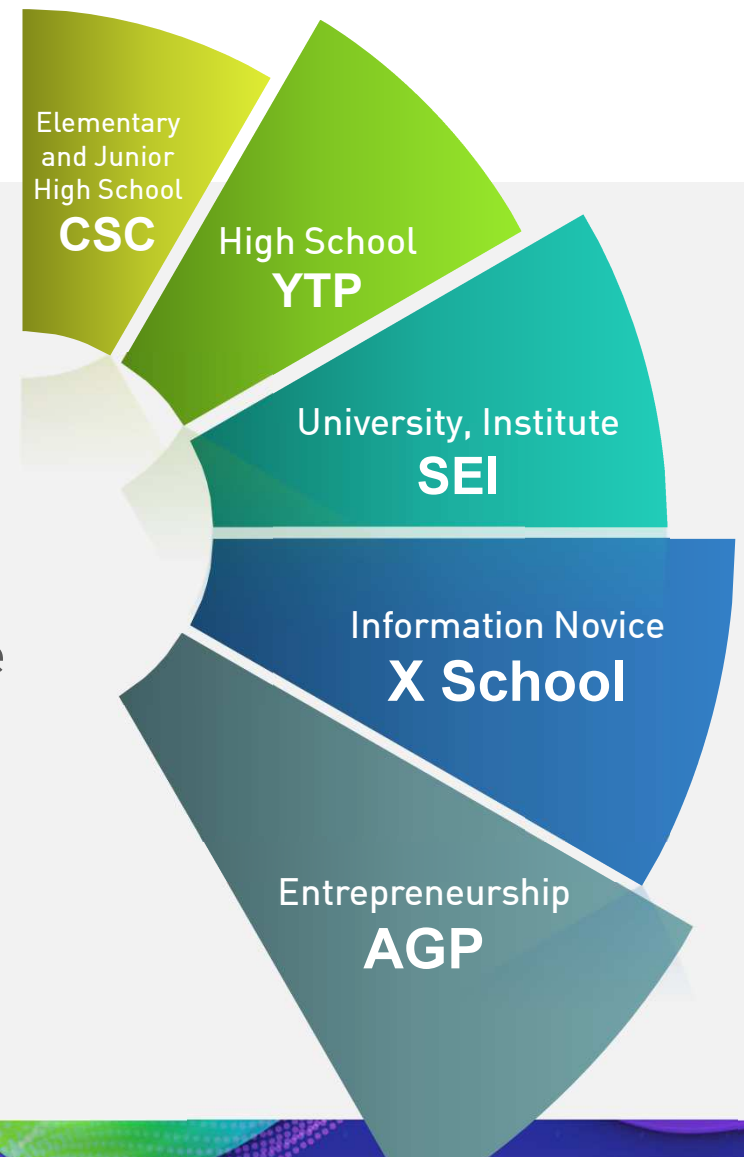 Elementary
and Junior
High School
CSC
High School
YTP
University, Institute
SEI
e
Information Novice
X School
Entrepreneurship
AGP